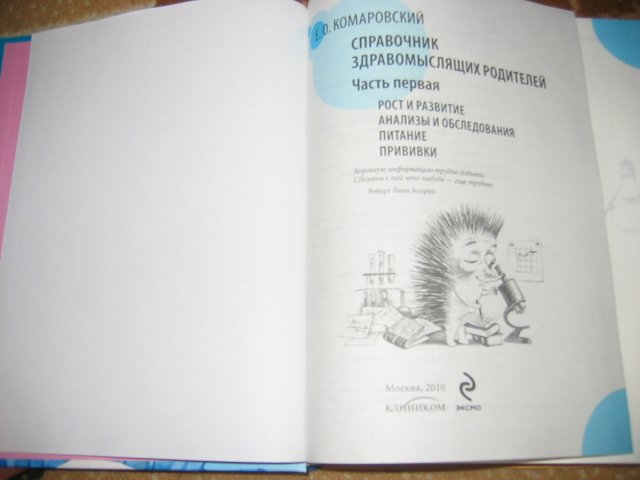 Е.О. КОМАРОВСКИЙ
СПРАВОЧНИК
ЗДРАВОМЫСЛЯЩИХ РОДИТЕЛЕЙ
Часть первая
РОСТ И РАЗВИТИЕ
АНАЛИЗЫ И ОБСЛЕДОВАНИЯ
ПИТАНИЕ
ПРИВИВКИ
Хорошую информацию трудно добыть.
Сделать с ней что-нибудь — еще труднее.
Роберт Линн Асприн
Москва, 2010
КЛИНИКОМ
ЭКСМО